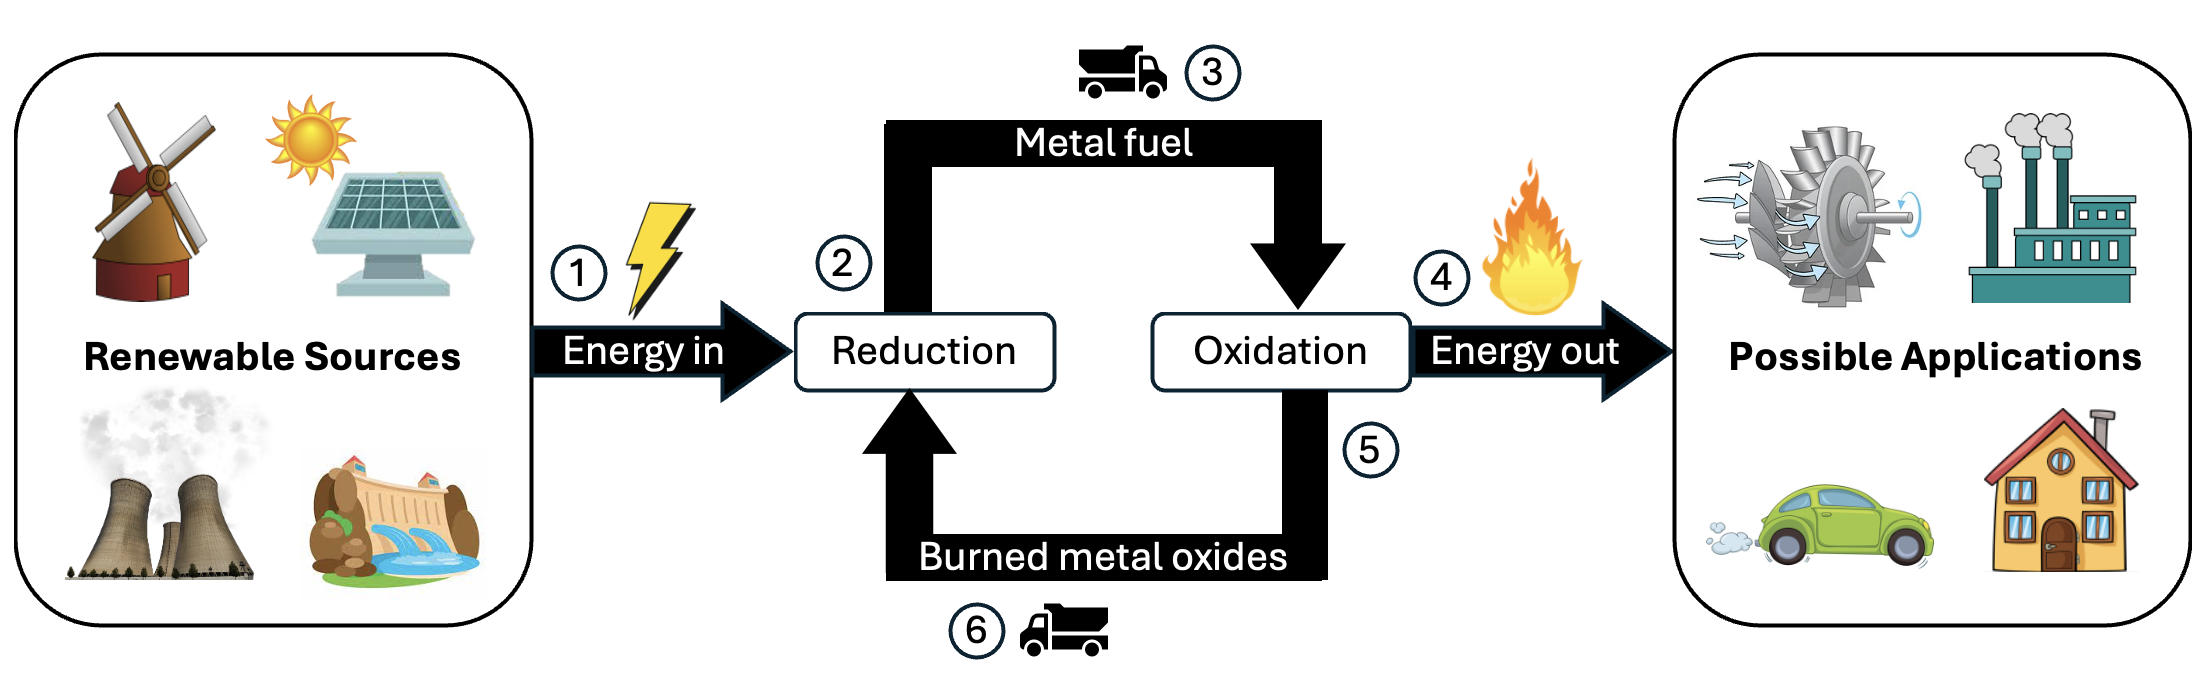 3
Metal fuel
1
2
4
Renewable Sources
Energy in
Reduction
Oxidation
Energy out
Possible Applications
5
Burned metal oxides
6